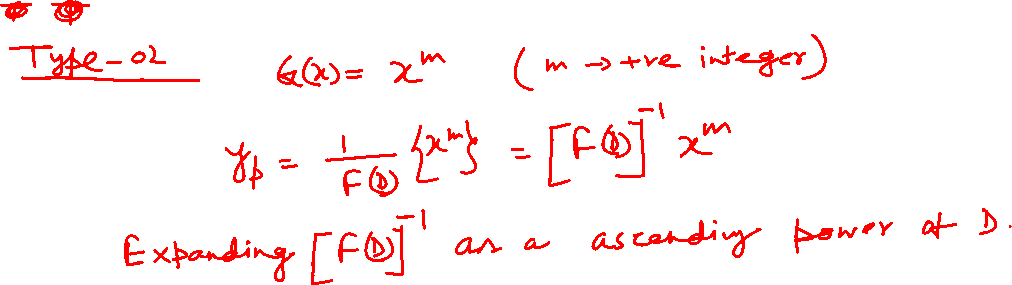 Type-02 Q(x) = x^m (m → +ve integer)
y_p = 1/F(D) {x^m} = [F(D)]^-1 x^m
Expanding [F(D)]^-1 as a ascending power of D.